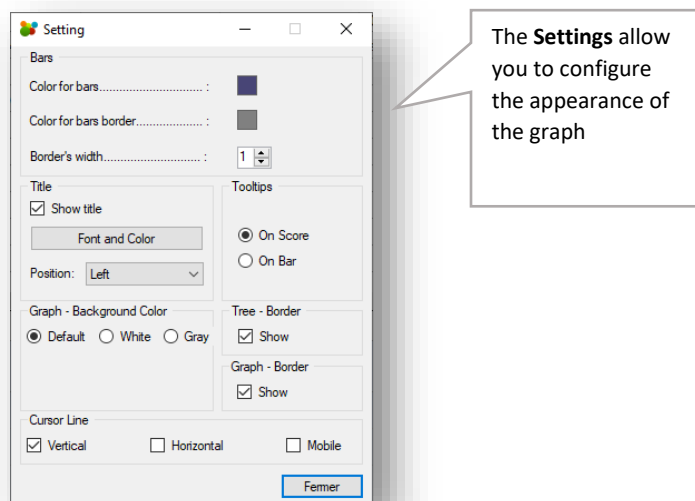 Setting
Bars
Color for bars............................... :
Color for bars border..................... :
Border's width............................. :
1
Title
Show title
Font and Color
Position:
Left
Tooltips
On Score
On Bar
Graph - Background Color
Default
White
Gray
Tree - Border
Show
Graph - Border
Show
Cursor Line
Vertical
Horizontal
Mobile
Fermer
The Settings allow
you to configure
the appearance of
the graph